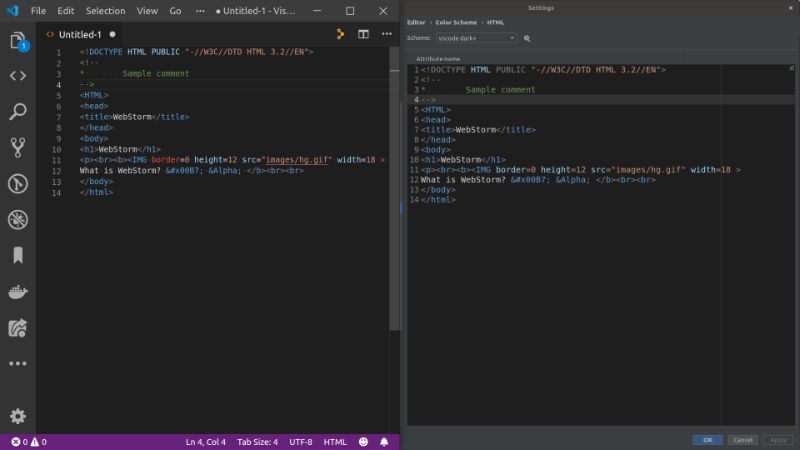 File Edit Selection View Go ··· ● Untitled-1 - Vis…
Untitled-1 ●
1
1 <!DOCTYPE HTML PUBLIC "-//W3C//DTD HTML 3.2//EN">
2 <!--
3 *        Sample comment
4 -->
5 <HTML>
6 <head>
7 <title>WebStorm</title>
8 </head>
9 <body>
10 <h1>WebStorm</h1>
11 <p><br><b><IMG border=0 height=12 src="images/hg.gif" width=18 >
12 What is WebStorm? &#x00B7; &Alpha; </b><br><br>
13 </body>
14 </html>
0 0 Ln 4, Col 4 Tab Size: 4 UTF-8 HTML
Settings
Editor › Color Scheme › HTML
Scheme: vscode dark+
Attribute name
1 <!DOCTYPE HTML PUBLIC "-//W3C//DTD HTML 3.2//EN">
2 <!--
3 *        Sample comment
4 -->
5 <HTML>
6 <head>
7 <title>WebStorm</title>
8 </head>
9 <body>
10 <h1>WebStorm</h1>
11 <p><br><b><IMG border=0 height=12 src="images/hg.gif" width=18 >
12 What is WebStorm? &#x00B7; &Alpha; </b><br><br>
13 </body>
14 </html>
OK Cancel Apply